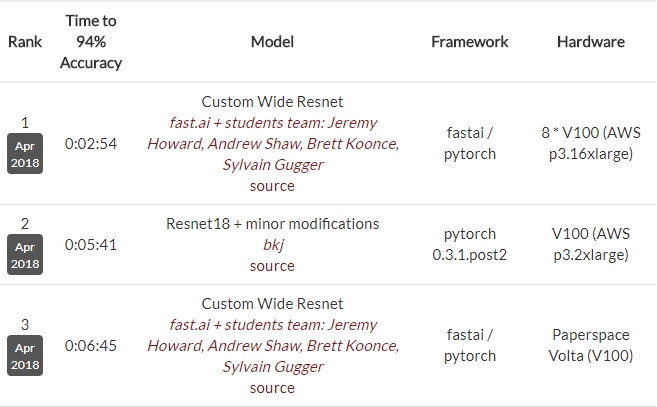 Rank
Time to
94%
Accuracy
Model
Framework
Hardware
1
Apr
2018
0:02:54
Custom Wide Resnet
fast.ai + students team: Jeremy
Howard, Andrew Shaw, Brett Koonce,
Sylvain Gugger
source
fastai /
pytorch
8 * V100 (AWS
p3.16xlarge)
2
Apr
2018
0:05:41
Resnet18 + minor modifications
bkj
source
pytorch
0.3.1.post2
V100 (AWS
p3.2xlarge)
3
Apr
2018
0:06:45
Custom Wide Resnet
fast.ai + students team: Jeremy
Howard, Andrew Shaw, Brett Koonce,
Sylvain Gugger
source
fastai /
pytorch
Paperspace
Volta (V100)